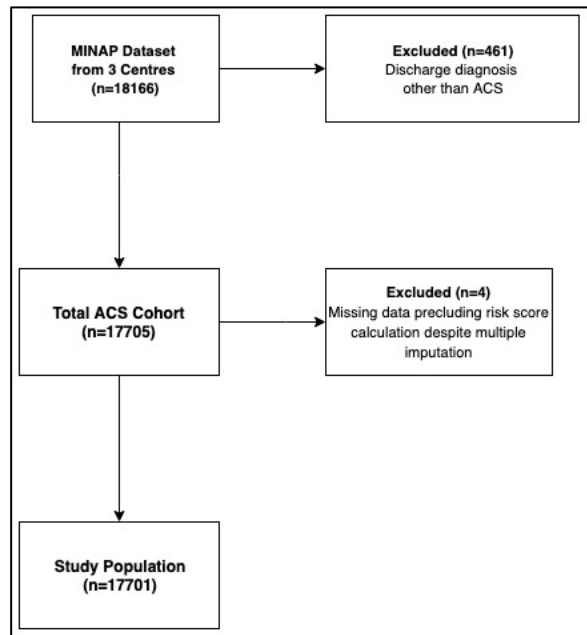 MINAP Dataset
from 3 Centres
(n=18166)
Excluded (n=461)
Discharge diagnosis
other than ACS
Total ACS Cohort
(n=17705)
Excluded (n=4)
Missing data precluding risk score
calculation despite multiple
imputation
Study Population
(n=17701)